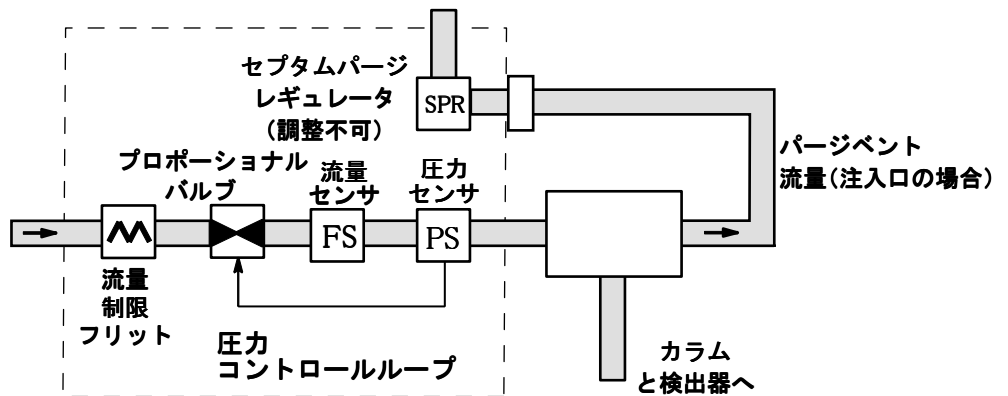 セプタムパージ
レギュレータ
(調整不可)
SPR
プロポーショナル
バルブ
流量
センサ
圧力
センサ
パージベント
流量(注入口の場合)
FS
PS
流量
制限
フリット
圧力
コントロールループ
カラム
と検出器へ